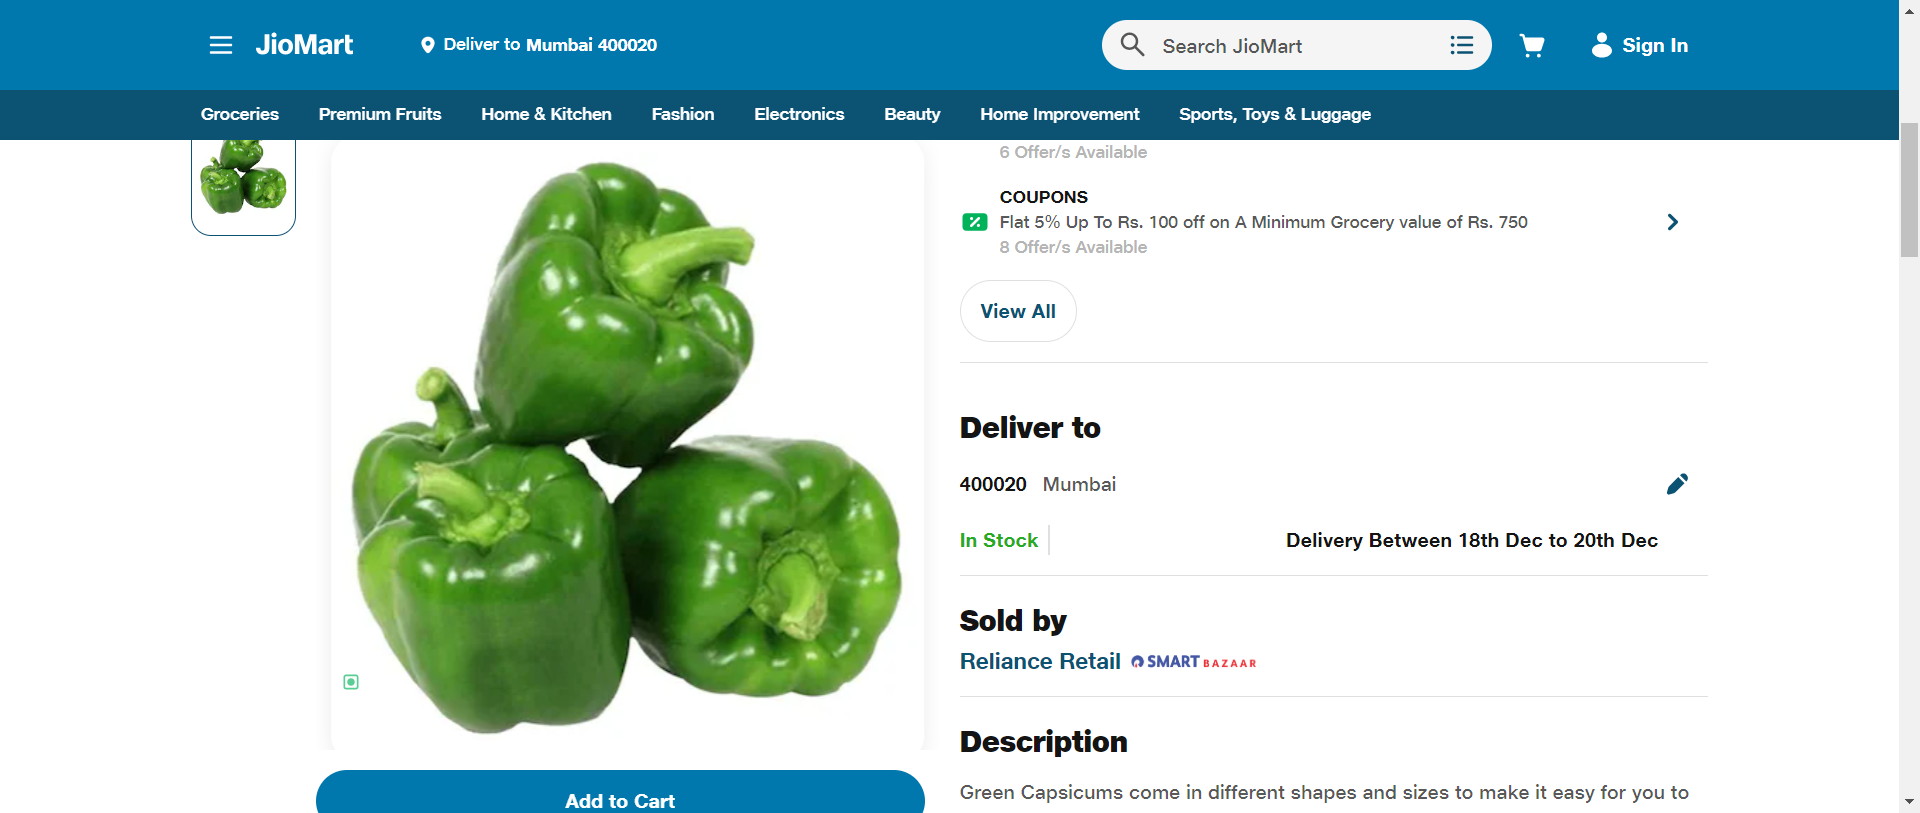 JioMart
Deliver to Mumbai 400020
Search JioMart
Sign In
Groceries
Premium Fruits
Home & Kitchen
Fashion
Electronics
Beauty
Home Improvement
Sports, Toys & Luggage
6 Offer/s Available
COUPONS
Flat 5% Up To Rs. 100 off on A Minimum Grocery value of Rs. 750
8 Offer/s Available
View All
Deliver to
400020 Mumbai
In Stock
Delivery Between 18th Dec to 20th Dec
Sold by
Reliance Retail SMART BAZAAR
Description
Green Capsicums come in different shapes and sizes to make it easy for you to
Add to Cart